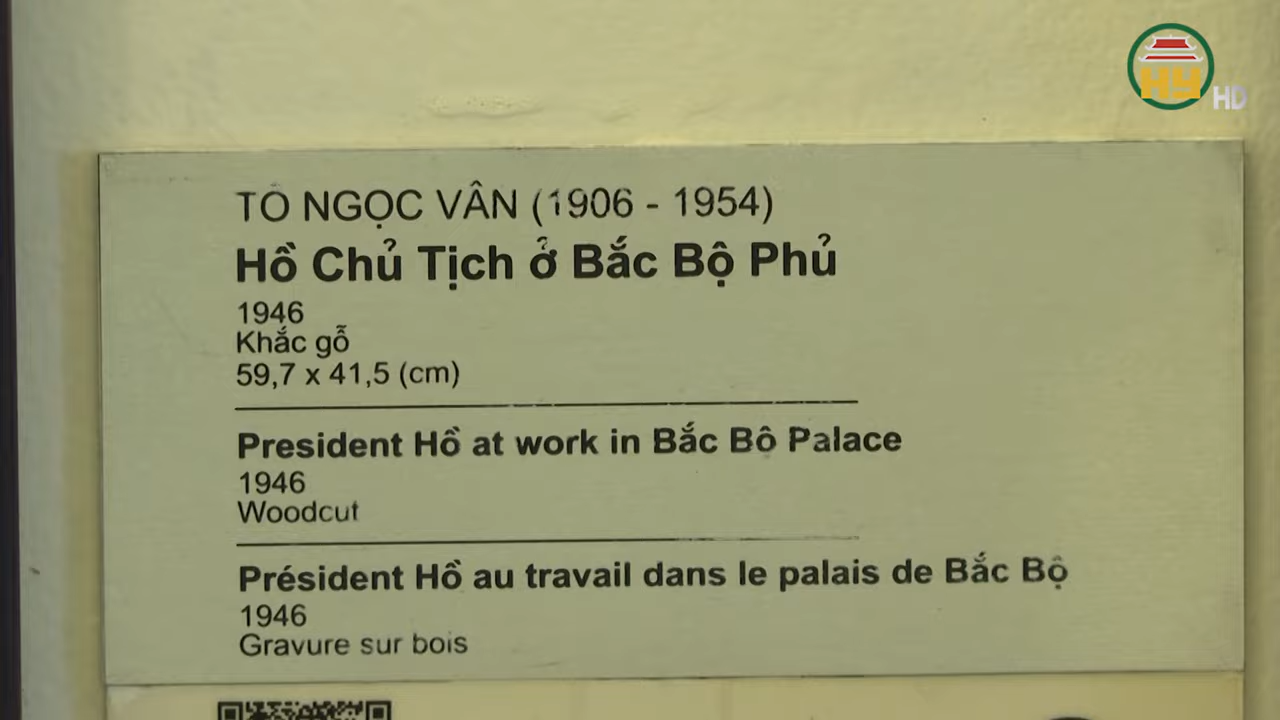 HY HD
TÔ NGỌC VÂN (1906 - 1954)
Hồ Chủ Tịch ở Bắc Bộ Phủ
1946
Khắc gỗ
59,7 x 41,5 (cm)
President Hồ at work in Bắc Bộ Palace
1946
Woodcut
Président Hồ au travail dans le palais de Bắc Bộ
1946
Gravure sur bois